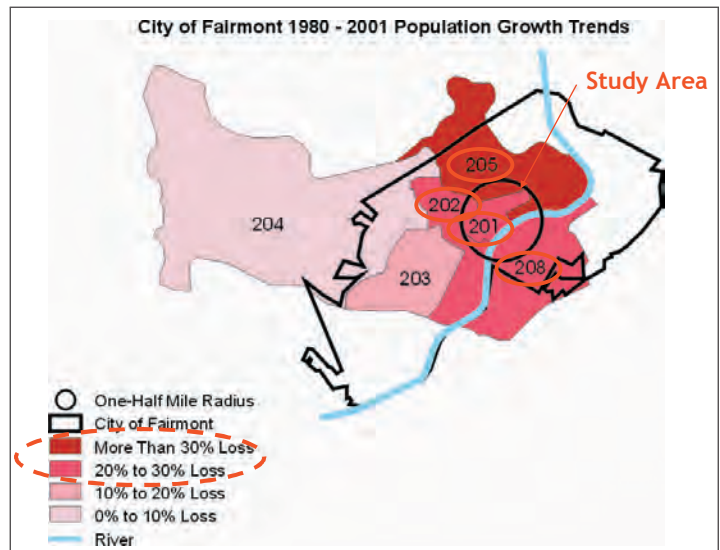 City of Fairmont 1980 - 2001 Population Growth Trends
Study Area
205
202
204
201
208
203
One-Half Mile Radius
City of Fairmont
More Than 30% Loss
20% to 30% Loss
10% to 20% Loss
0% to 10% Loss
River